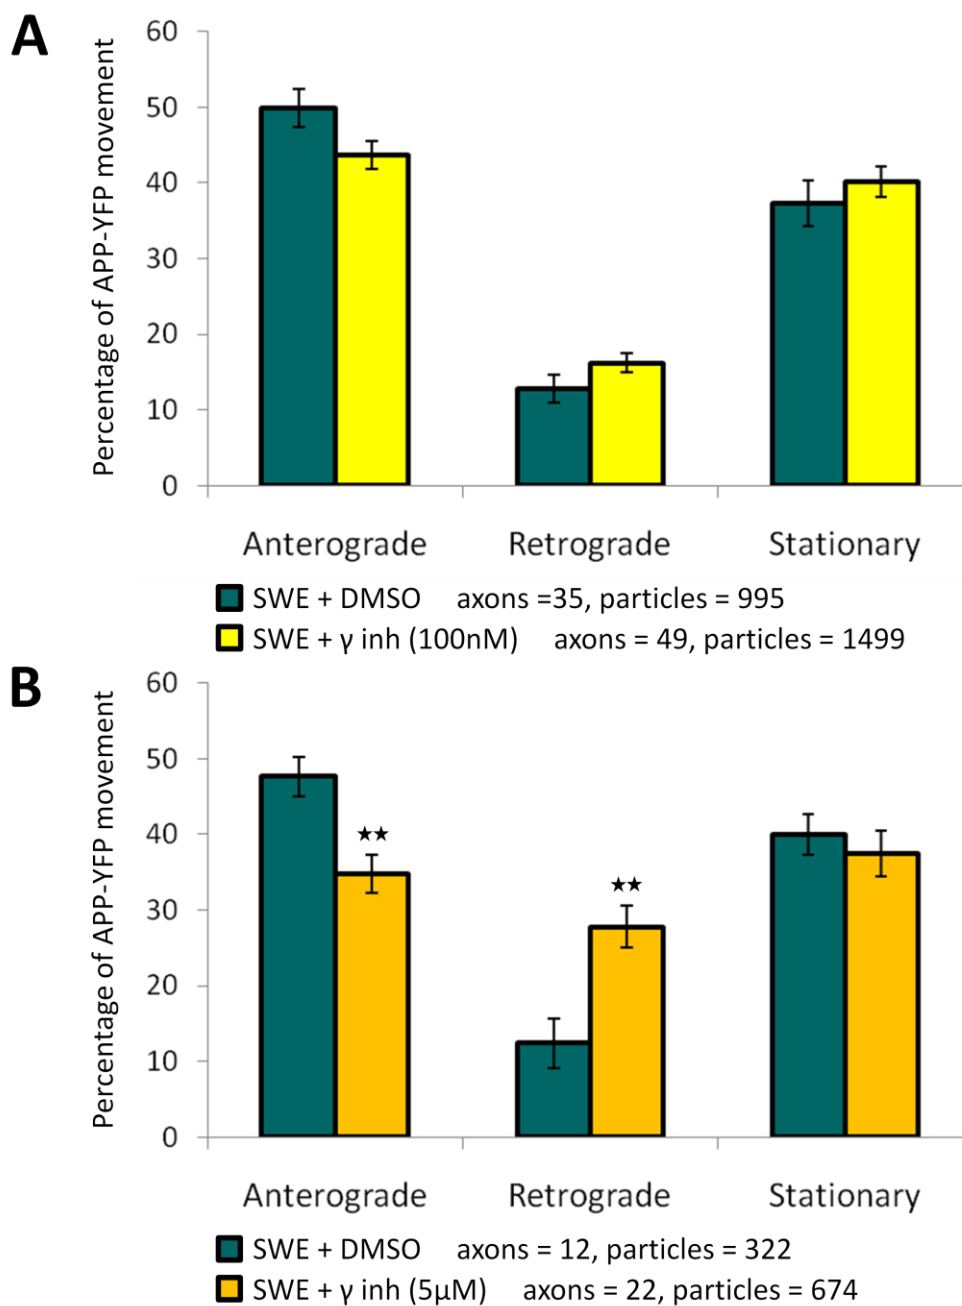 A
Percentage of APP-YFP movement
60
50
40
30
20
10
0
Anterograde Retrograde Stationary
SWE + DMSO axons =35, particles = 995
SWE + γ inh (100nM) axons = 49, particles = 1499
B
Percentage of APP-YFP movement
60
50
40
30
20
10
0
★★
★★
Anterograde Retrograde Stationary
SWE + DMSO axons = 12, particles = 322
SWE + γ inh (5μM) axons = 22, particles = 674